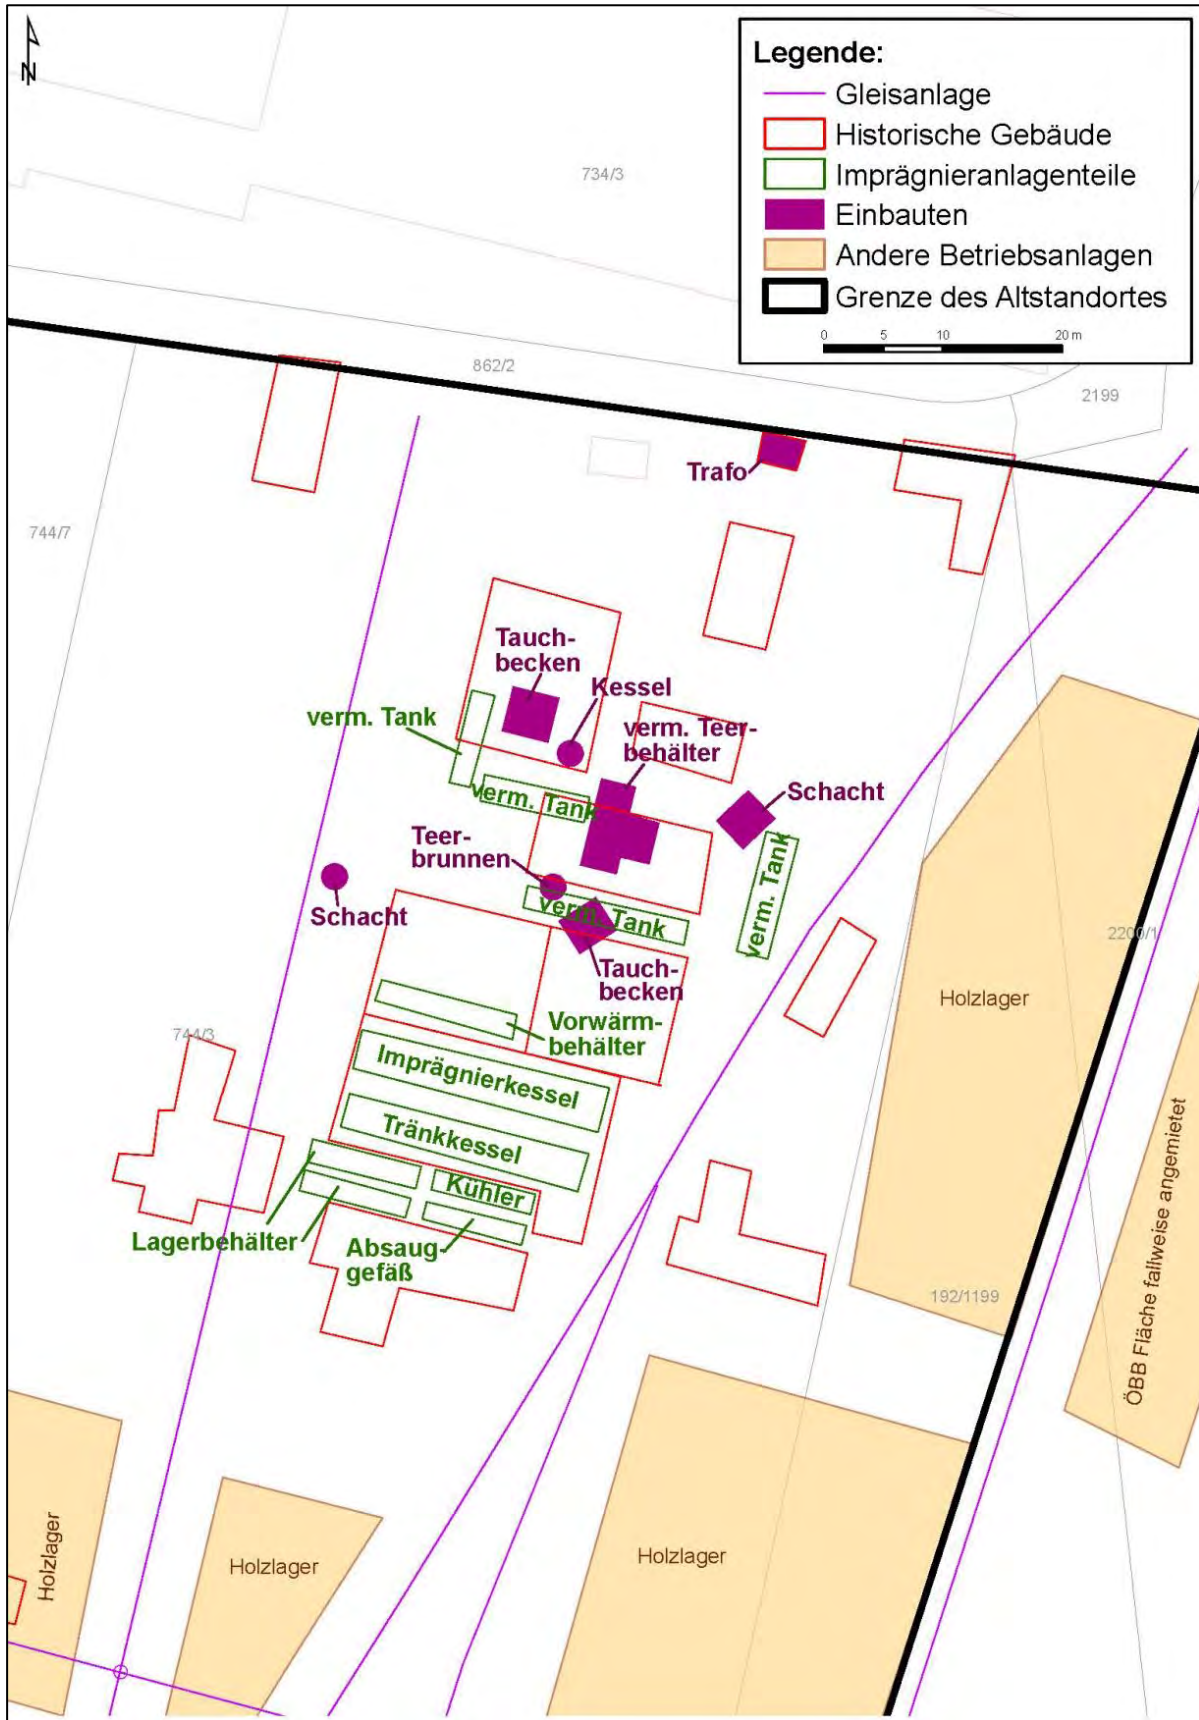 N
Legende:
Gleisanlage
Historische Gebäude
Imprägnieranlagenteile
Einbauten
Andere Betriebsanlagen
Grenze des Altstandortes
0 5 10 20 m
734/3
862/2
2199
Trafo
744/7
Tauch-
becken
Kessel
verm. Tank
verm. Teer-
behälter
verm. Tank
Schacht
Teer-
brunnen
verm. Tank
Schacht
verm. Tank
2200/1
Tauch-
becken
Holzlager
Vorwärm-
behälter
744/3
Imprägnierkessel
Tränkkessel
Kühler
Lagerbehälter
Absaug
gefäß
192/1199
ÖBB Fläche fallweise angemietet
Holzlager
Holzlager
Holzlager